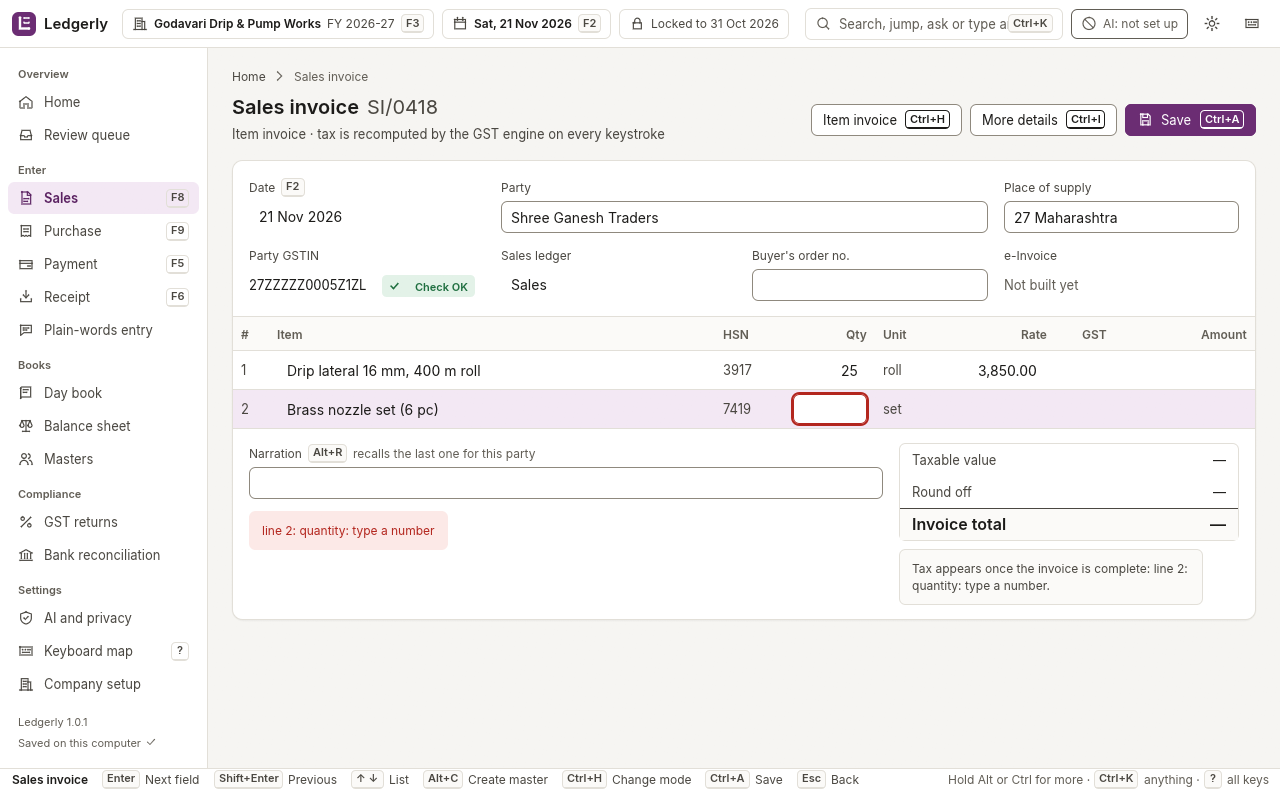 Ledgerly
Godavari Drip & Pump Works FY 2026-27 F3
Sat, 21 Nov 2026 F2
Locked to 31 Oct 2026
Search, jump, ask or type a Ctrl+K
AI: not set up
Overview
Home
Review queue
Enter
Sales F8
Purchase F9
Payment F5
Receipt F6
Plain-words entry
Books
Day book
Balance sheet
Masters
Compliance
GST returns
Bank reconciliation
Settings
AI and privacy
Keyboard map ?
Company setup
Ledgerly 1.0.1
Saved on this computer
Home Sales invoice
Sales invoice SI/0418
Item invoice · tax is recomputed by the GST engine on every keystroke
Item invoice Ctrl+H
More details Ctrl+I
Save Ctrl+A
Date F2
21 Nov 2026
Party
Shree Ganesh Traders
Place of supply
27 Maharashtra
Party GSTIN
27ZZZZZ0005Z1ZL Check OK
Sales ledger
Sales
Buyer's order no.
e-Invoice
Not built yet
# Item HSN Qty Unit Rate GST Amount
1 Drip lateral 16 mm, 400 m roll 3917 25 roll 3,850.00
2 Brass nozzle set (6 pc) 7419 set
Narration Alt+R recalls the last one for this party
line 2: quantity: type a number
Taxable value —
Round off —
Invoice total —
Tax appears once the invoice is complete: line 2:
quantity: type a number.
Sales invoice Enter Next field Shift+Enter Previous ↑ ↓ List Alt+C Create master Ctrl+H Change mode Ctrl+A Save Esc Back
Hold Alt or Ctrl for more · Ctrl+K anything · ? all keys